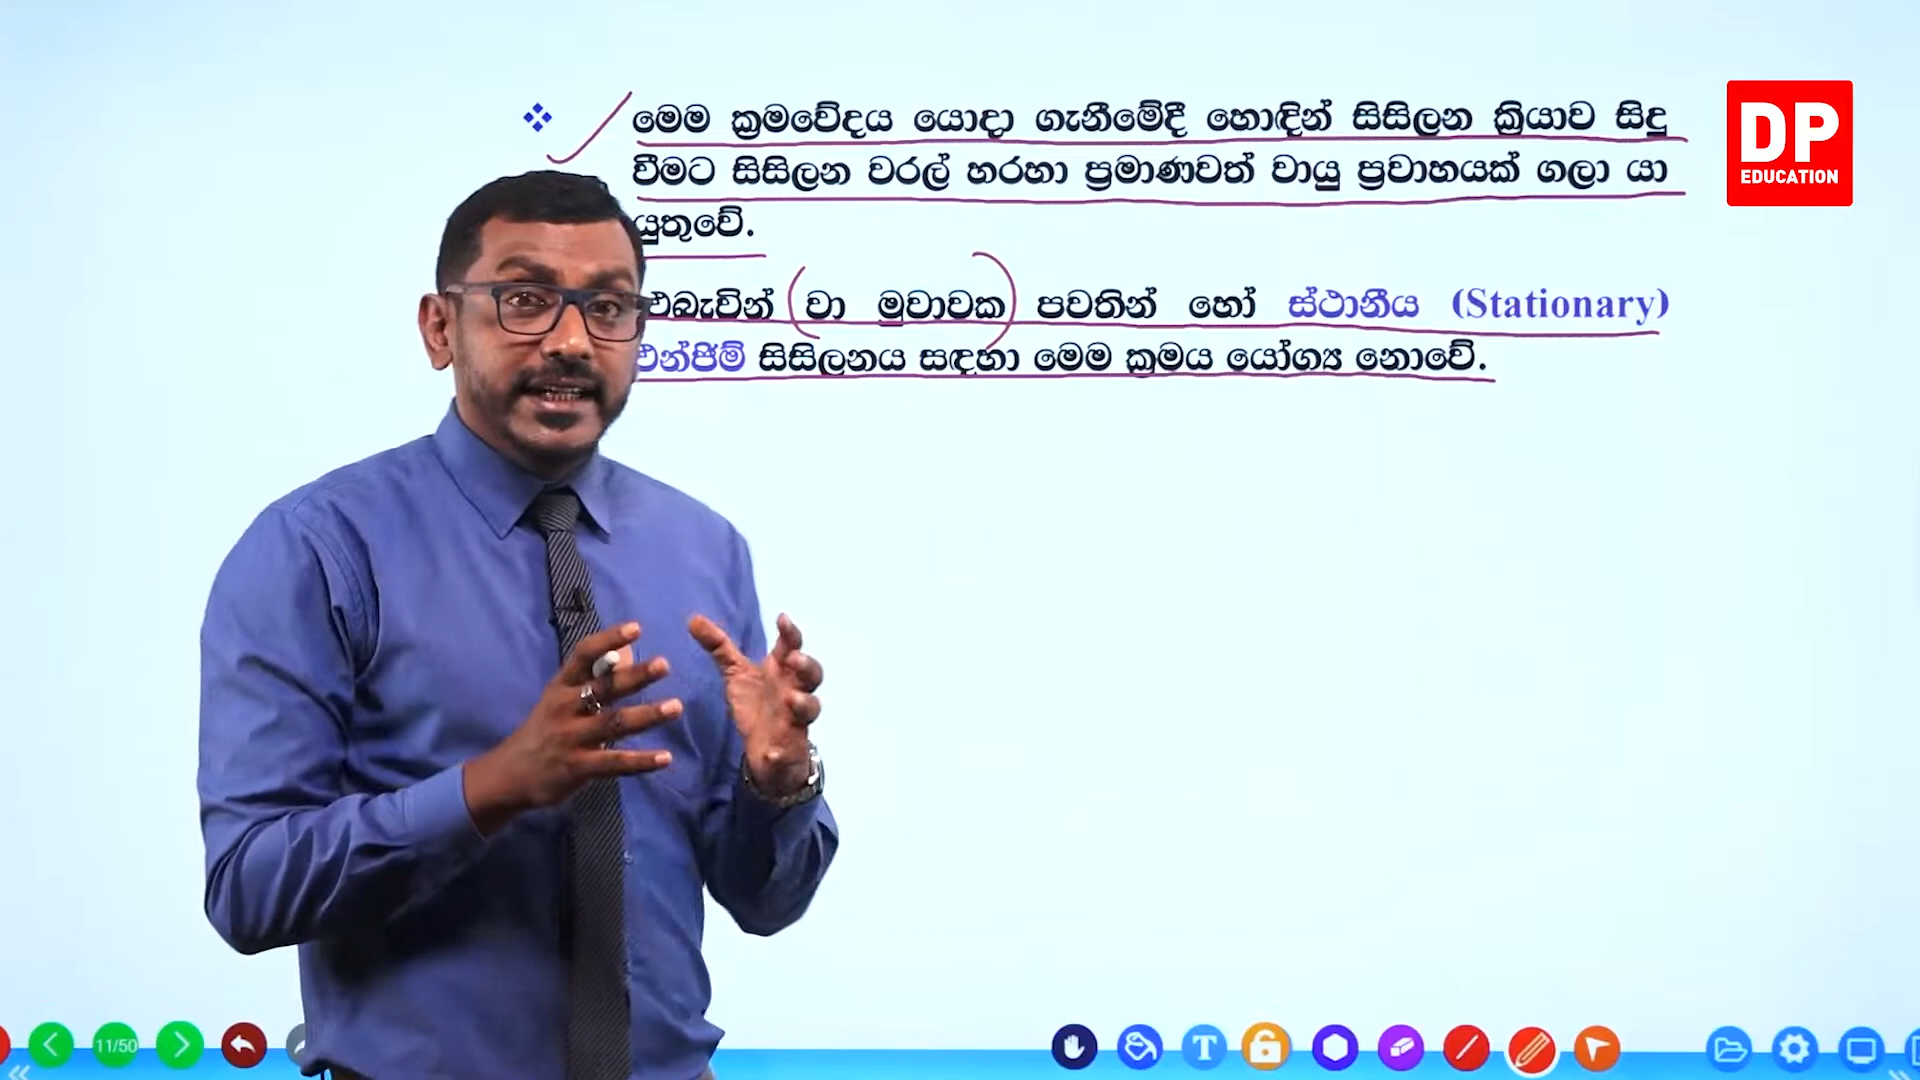 මෙම ක්‍රමවේදය යොදා ගැනීමේදී හොඳින් සිසිලන ක්‍රියාව සිදු
වීමට සිසිලන වරල් හරහා ප්‍රමාණවත් වායු ප්‍රවාහයක් ගලා යා
යුතුවේ.
එබැවින් වා මුවාවක පවතින් හෝ ස්ථානීය (Stationary)
එන්ජිම් සිසිලනය සඳහා මෙම ක්‍රමය යෝග්‍ය නොවේ.
DP
EDUCATION
11/50
T